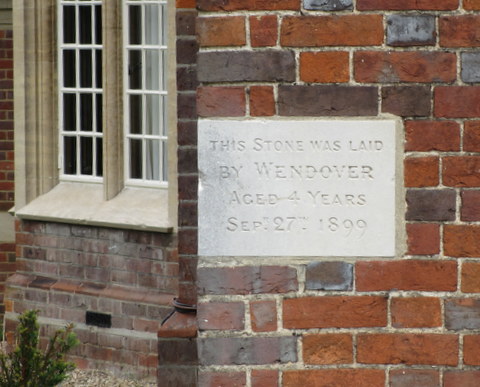 THIS STONE WAS LAID
BY WENDOVER
AGED 4 YEARS
SEPT. 27TH. 1899